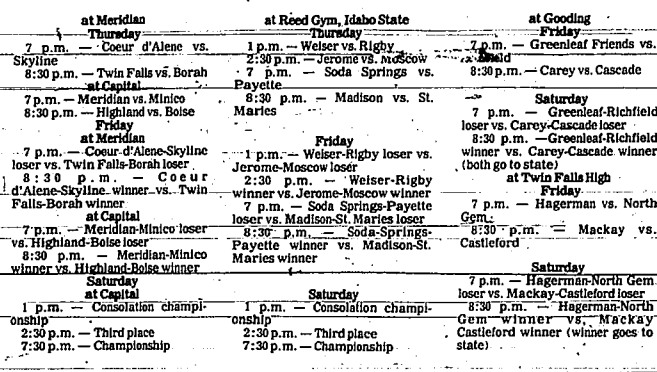 at Meridian
Thursday
7 p.m. — Coeur d'Alene vs.
Skyline
8:30 p.m. — Twin Falls vs. Borah
at Capital
7 p.m. — Meridian vs. Minico
8:30 p.m. — Highland vs. Boise
Friday
at Meridian
7 p.m. — Coeur d'Alene-Skyline
loser vs. Twin Falls-Borah loser
8:30 p.m. — Coeur
d'Alene-Skyline winner vs. Twin
Falls-Borah winner
at Capital
7 p.m. — Meridian-Minico loser
vs. Highland-Boise loser
8:30 p.m. — Meridian-Minico
winner vs. Highland-Boise winner
Saturday
at Capital
1 p.m. — Consolation champi-
onship
2:30 p.m. — Third place
7:30 p.m. — Championship
at Reed Gym, Idaho State
Thursday
1 p.m. — Weiser vs. Rigby
2:30 p.m. — Jerome vs. Moscow
7 p.m. — Soda Springs vs.
Payette
8:30 p.m. — Madison vs. St.
Maries
Friday
1 p.m. — Weiser-Rigby loser vs.
Jerome-Moscow loser
2:30 p.m. — Weiser-Rigby
winner vs. Jerome-Moscow winner
7 p.m. — Soda Springs-Payette
loser vs. Madison-St. Maries loser
8:30 p.m. — Soda-Springs-
Payette winner vs. Madison-St.
Maries winner
Saturday
1 p.m. — Consolation champi-
onship
2:30 p.m. — Third place
7:30 p.m. — Championship
at Gooding
Friday
7 p.m. — Greenleaf Friends vs.
8:30 p.m. — Carey vs. Cascade
Saturday
7 p.m. — Greenleaf-Richfield
loser vs. Carey-Cascade loser
8:30 p.m. — Greenleaf-Richfield
winner vs. Carey-Cascade winner
(both go to state)
at Twin Falls High
Friday
7 p.m. — Hagerman vs. North
Gem
8:30 p.m. — Mackay vs.
Castleford
Saturday
7 p.m. — Hagerman-North Gem
loser vs. Mackay-Castleford loser
8:30 p.m. — Hagerman-North
Gem winner vs. Mackay
Castleford winner (winner goes to
state)